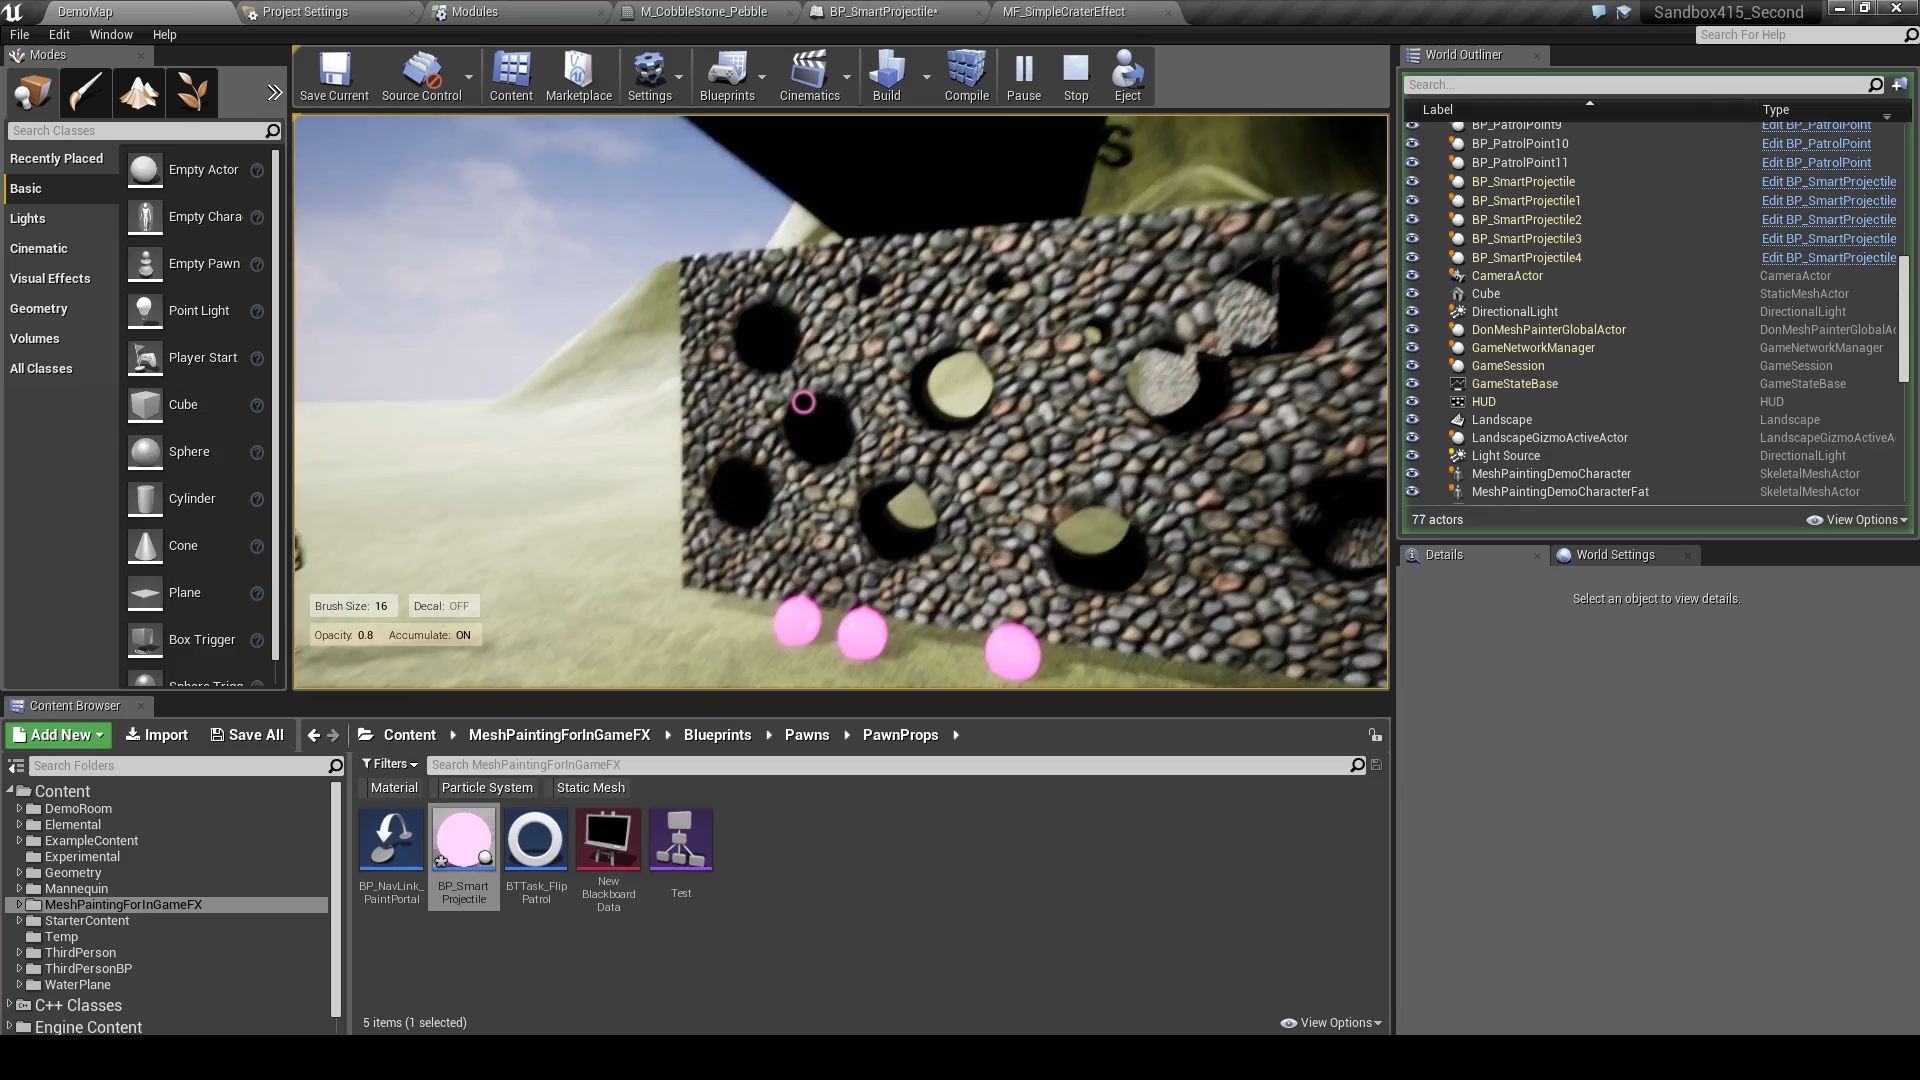 DemoMap
Project Settings
Modules
M_CobbleStone_Pebble
BP_SmartProjectile*
MF_SimpleCraterEffect
Sandbox415_Second
File Edit Window Help
Search For Help
Modes
Save Current
Source Control
Content
Marketplace
Settings
Blueprints
Cinematics
Build
Compile
Pause
Stop
Eject
World Outliner
Search...
Label
Type
Search Classes
Recently Placed
Basic
Lights
Cinematic
Visual Effects
Geometry
Volumes
All Classes
Empty Actor
Empty Chara
Empty Pawn
Point Light
Player Start
Cube
Sphere
Cylinder
Cone
Plane
Box Trigger
Sphere Trigg
S
Brush Size: 16
Decal: OFF
Opacity: 0.8
Accumulate: ON
BP_PatrolPoint9 Edit BP_PatrolPoint
BP_PatrolPoint10 Edit BP_PatrolPoint
BP_PatrolPoint11 Edit BP_PatrolPoint
BP_SmartProjectile Edit BP_SmartProjectile
BP_SmartProjectile1 Edit BP_SmartProjectile
BP_SmartProjectile2 Edit BP_SmartProjectile
BP_SmartProjectile3 Edit BP_SmartProjectile
BP_SmartProjectile4 Edit BP_SmartProjectile
CameraActor CameraActor
Cube StaticMeshActor
DirectionalLight DirectionalLight
DonMeshPainterGlobalActor DonMeshPainterGlobalAc
GameNetworkManager GameNetworkManager
GameSession GameSession
GameStateBase GameStateBase
HUD HUD
Landscape Landscape
LandscapeGizmoActiveActor LandscapeGizmoActiveA
Light Source DirectionalLight
MeshPaintingDemoCharacter SkeletalMeshActor
MeshPaintingDemoCharacterFat SkeletalMeshActor
77 actors
View Options
Details
World Settings
Select an object to view details.
Content Browser
Add New
Import
Save All
Content MeshPaintingForInGameFX Blueprints Pawns PawnProps
Search Folders
Filters
Search MeshPaintingForInGameFX
Material
Particle System
Static Mesh
Content
DemoRoom
Elemental
ExampleContent
Experimental
Geometry
Mannequin
MeshPaintingForInGameFX
StarterContent
Temp
ThirdPerson
ThirdPersonBP
WaterPlane
C++ Classes
Engine Content
BP_NavLink_
PaintPortal
BP_Smart
Projectile
BTTask_Flip
Patrol
New
Blackboard
Data
Test
5 items (1 selected)
View Options